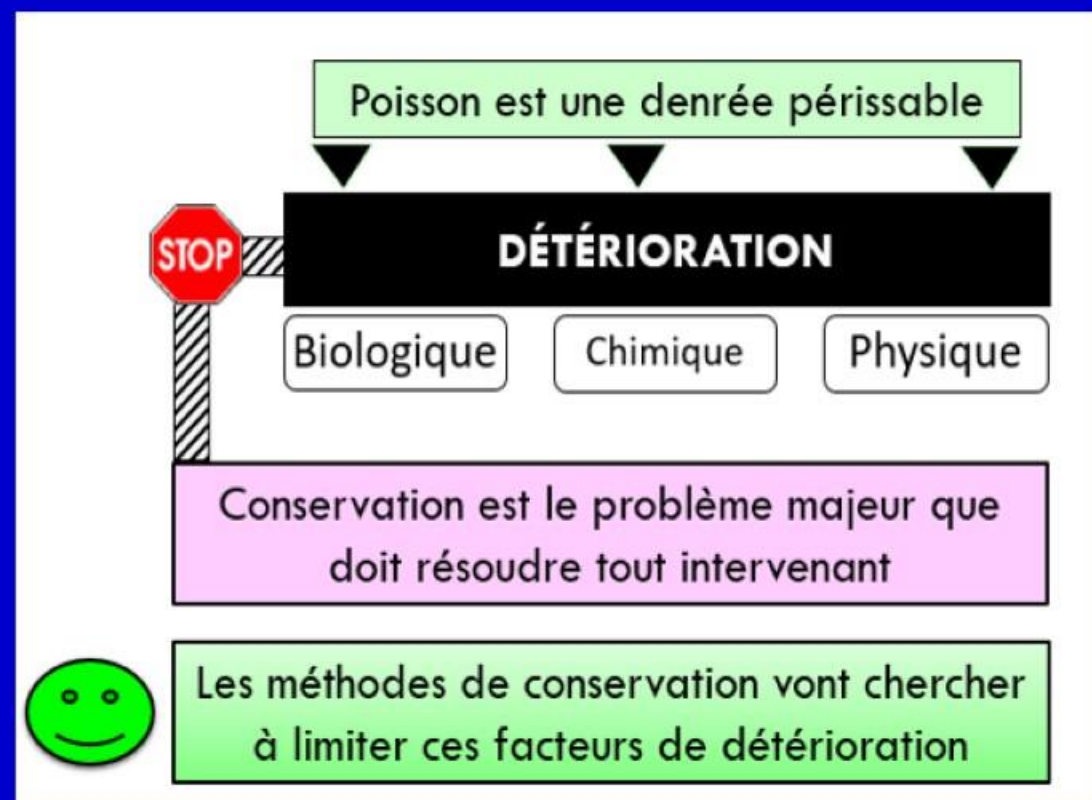 Poisson est une denrée périssable
STOP
DÉTÉRIORATION
Biologique
Chimique
Physique
Conservation est le problème majeur que
doit résoudre tout intervenant
Les méthodes de conservation vont chercher
à limiter ces facteurs de détérioration